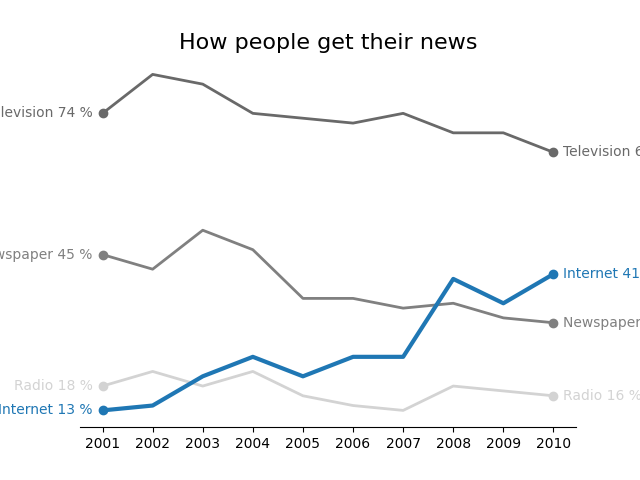 How people get their news
levision 74 %
Television 6
wspaper 45 %
Internet 41
Newspaper
Radio 18 %
Radio 16 %
Internet 13 %
2001 2002 2003 2004 2005 2006 2007 2008 2009 2010